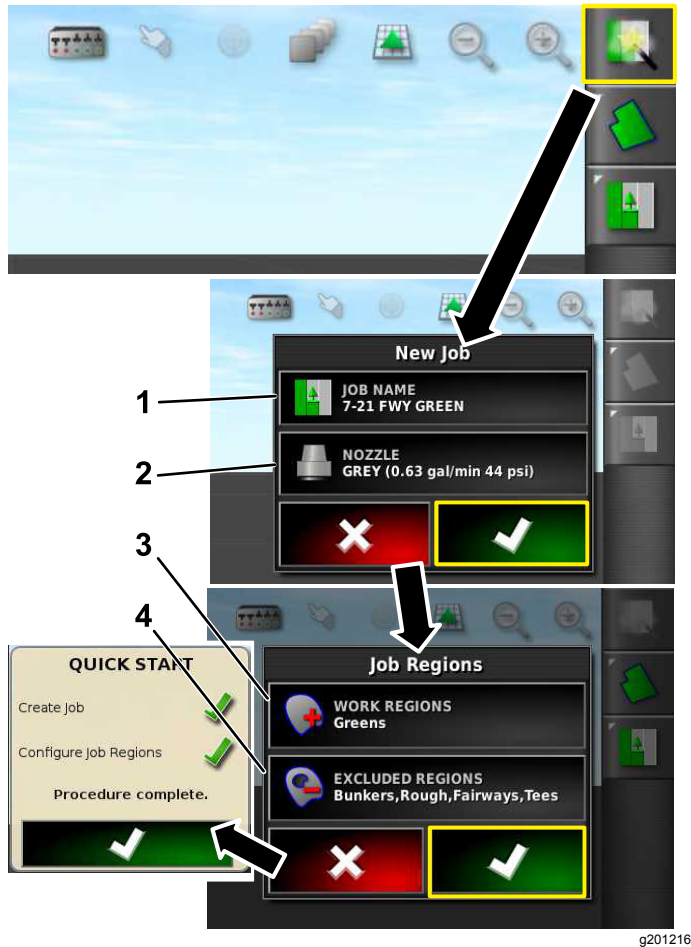 New Job
1
JOB NAME
7-21 FWY GREEN
2
NOZZLE
GREY (0.63 gal/min 44 psi)
3
4
Job Regions
WORK REGIONS
Greens
EXCLUDED REGIONS
Bunkers,Rough,Fairways,Tees
QUICK START
Create Job
Configure Job Regions
Procedure complete.
g201216